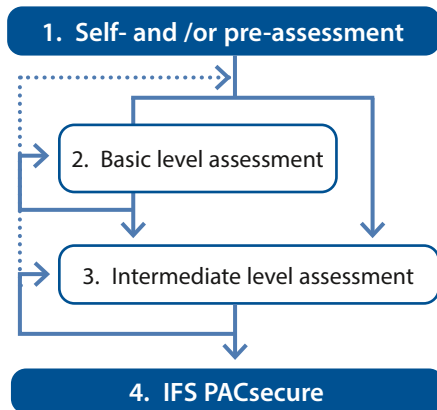 1. Self- and /or pre-assessment
2. Basic level assessment
3. Intermediate level assessment
4. IFS PACsecure